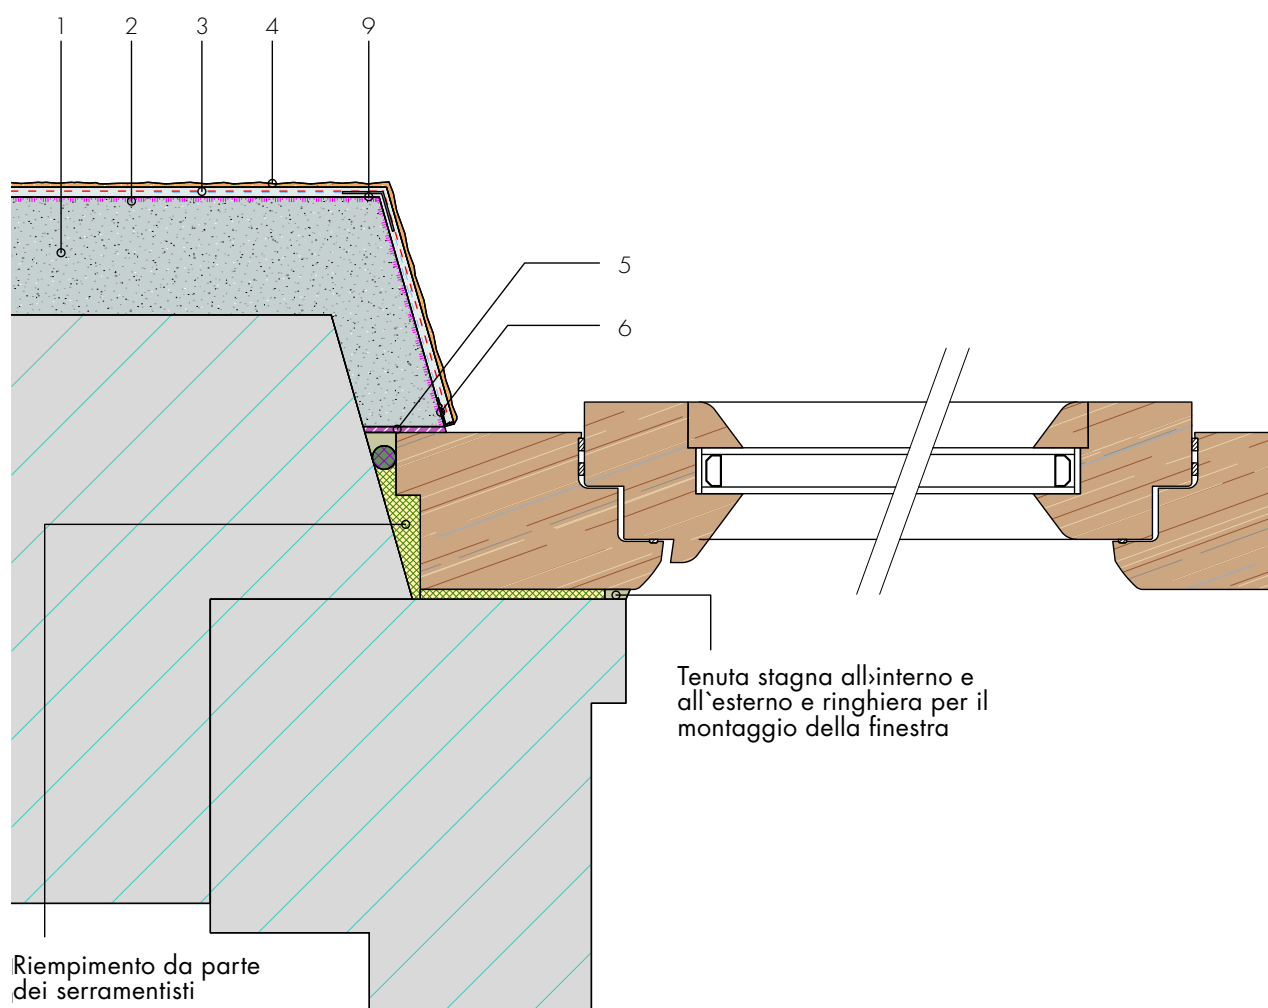 1 2 3 4 9
5
6
Tenuta stagna all›interno e
all`esterno e ringhiera per il
montaggio della finestra
Riempimento da parte
dei serramentisti